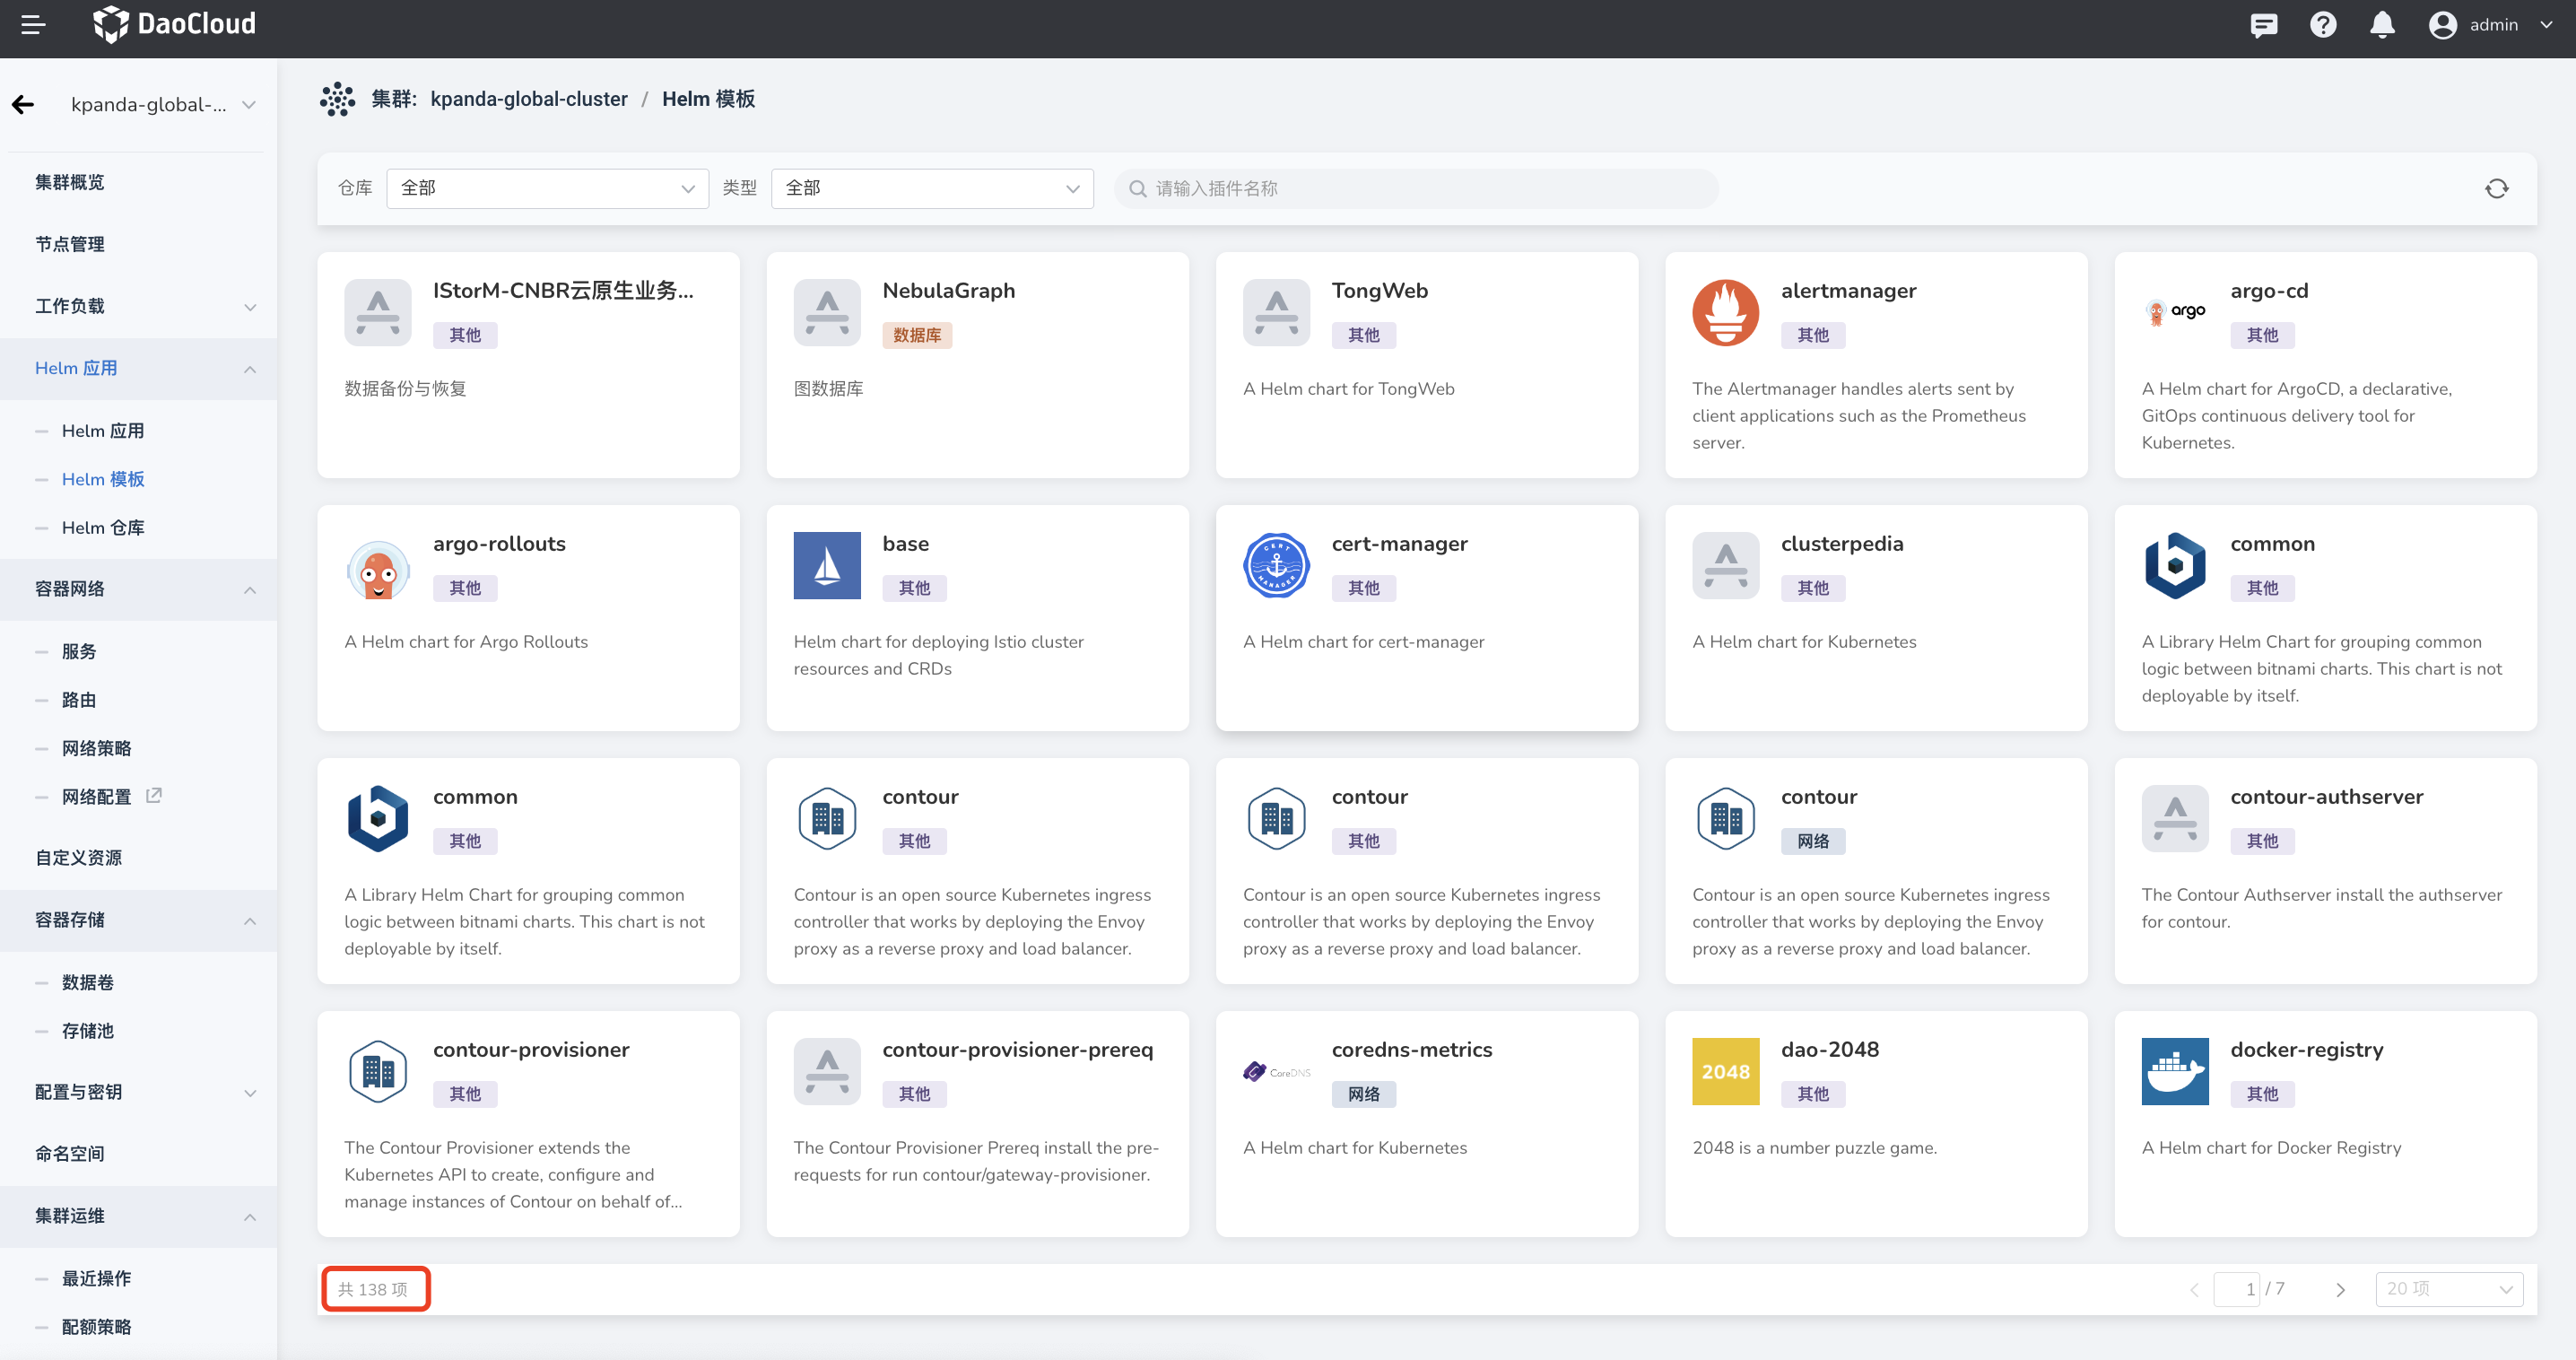 DaoCloud
admin
kpanda-global-...
集群概览
节点管理
工作负载
Helm 应用
Helm 应用
Helm 模板
Helm 仓库
容器网络
服务
路由
网络策略
网络配置
自定义资源
容器存储
数据卷
存储池
配置与密钥
命名空间
集群运维
最近操作
配额策略
集群: kpanda-global-cluster / Helm 模板
仓库 全部 类型 全部 请输入插件名称
IStorM-CNBR云原生业务...
其他
数据备份与恢复
NebulaGraph
数据库
图数据库
TongWeb
其他
A Helm chart for TongWeb
alertmanager
其他
The Alertmanager handles alerts sent by
client applications such as the Prometheus
server.
argo
argo-cd
其他
A Helm chart for ArgoCD, a declarative,
GitOps continuous delivery tool for
Kubernetes.
argo-rollouts
其他
A Helm chart for Argo Rollouts
base
其他
Helm chart for deploying Istio cluster
resources and CRDs
CERT
MANAGER
cert-manager
其他
A Helm chart for cert-manager
clusterpedia
其他
A Helm chart for Kubernetes
common
其他
A Library Helm Chart for grouping common
logic between bitnami charts. This chart is not
deployable by itself.
common
其他
A Library Helm Chart for grouping common
logic between bitnami charts. This chart is not
deployable by itself.
contour
其他
Contour is an open source Kubernetes ingress
controller that works by deploying the Envoy
proxy as a reverse proxy and load balancer.
contour
其他
Contour is an open source Kubernetes ingress
controller that works by deploying the Envoy
proxy as a reverse proxy and load balancer.
contour
网络
Contour is an open source Kubernetes ingress
controller that works by deploying the Envoy
proxy as a reverse proxy and load balancer.
contour-authserver
其他
The Contour Authserver install the authserver
for contour.
contour-provisioner
其他
The Contour Provisioner extends the
Kubernetes API to create, configure and
manage instances of Contour on behalf of...
contour-provisioner-prereq
其他
The Contour Provisioner Prereq install the pre-
requests for run contour/gateway-provisioner.
CoreDNS
coredns-metrics
网络
A Helm chart for Kubernetes
2048
dao-2048
其他
2048 is a number puzzle game.
docker-registry
其他
A Helm chart for Docker Registry
共 138 项
1 / 7
20 项